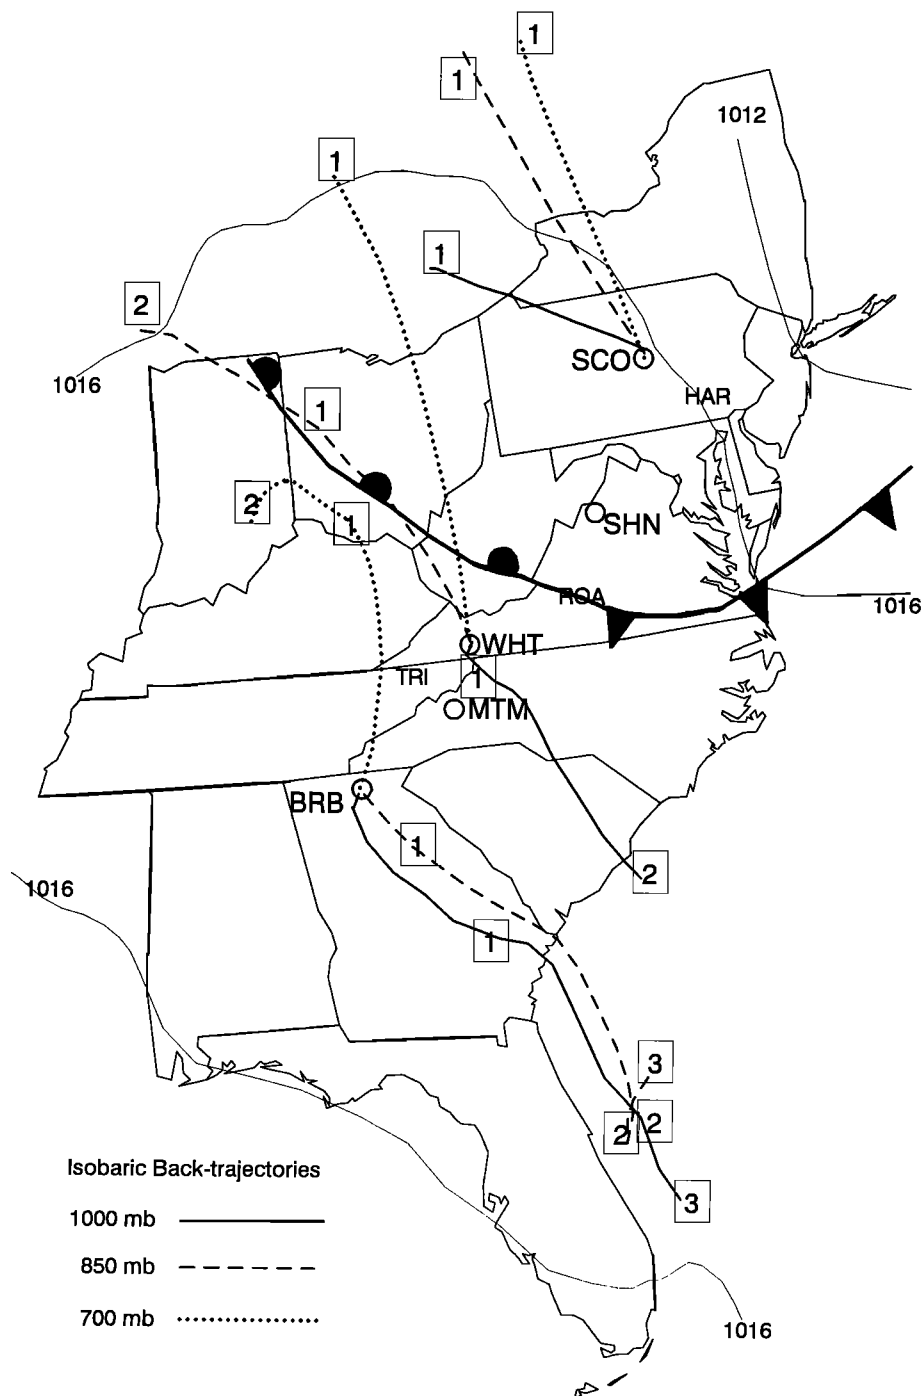 1
1
1012
1
1
2
1016
SCO
HAR
1
2
1
SHN
ROA
1016
WHT
TRI
1
MTM
BRB
1
2
1016
1
3
2
2
3
Isobaric Back-trajectories
1000 mb
850 mb
700 mb
1016